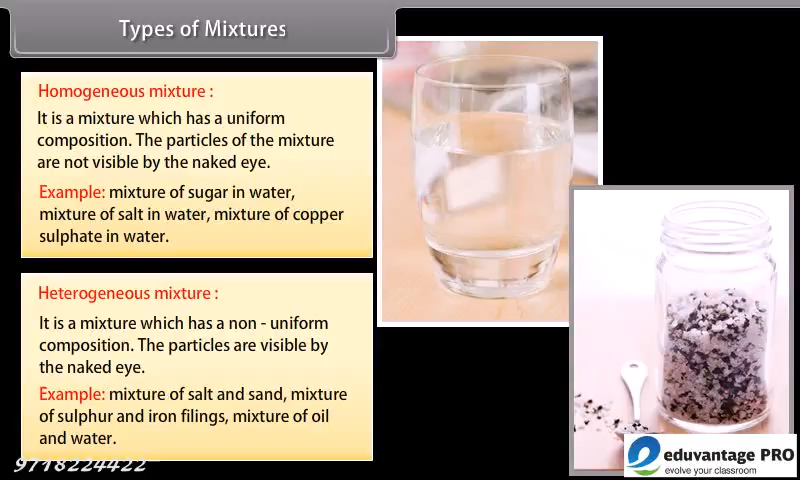 Types of Mixtures
Homogeneous mixture :
It is a mixture which has a uniform
composition. The particles of the mixture
are not visible by the naked eye.
Example: mixture of sugar in water,
mixture of salt in water, mixture of copper
sulphate in water.
Heterogeneous mixture :
It is a mixture which has a non - uniform
composition. The particles are visible by
the naked eye.
Example: mixture of salt and sand, mixture
of sulphur and iron filings, mixture of oil
and water.
9718224422
eduvantage PRO
evolve your classroom